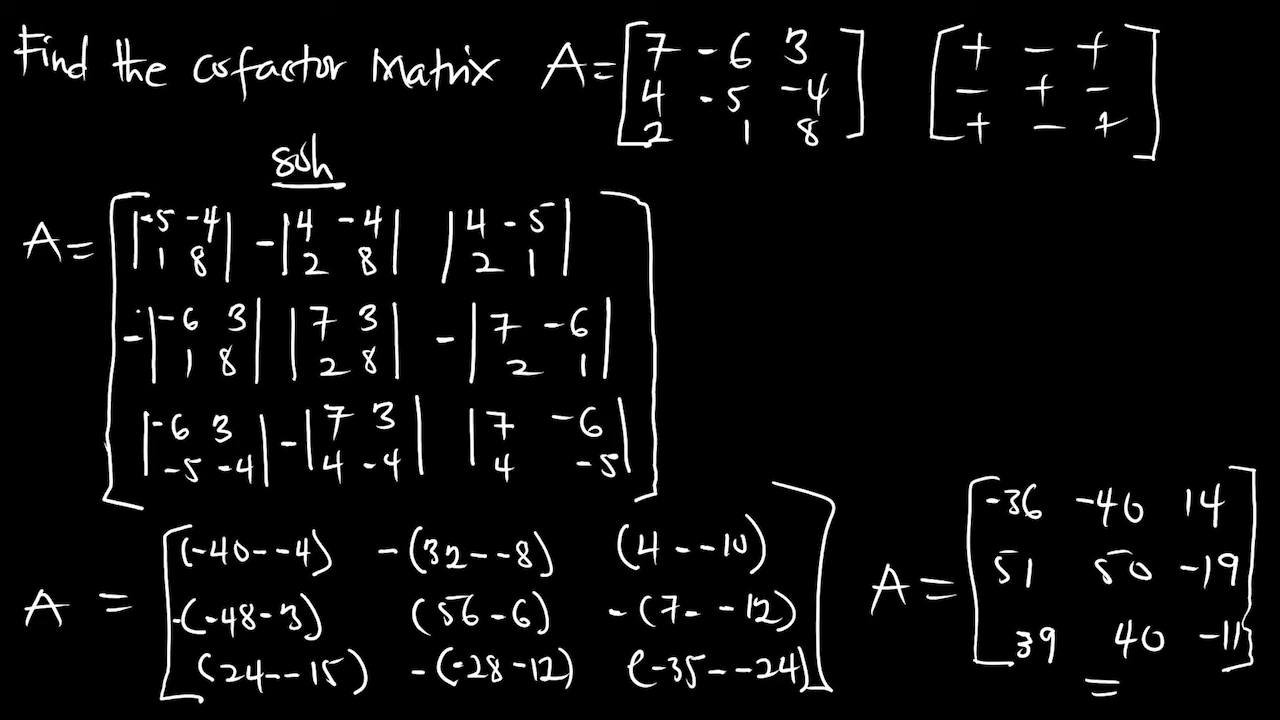 Find the cofactor matrix A = [7 -6 3 [+ - +
4 -5 -4 - + -
2 1 8] + - +]
soln
A = [|-5 -4 -|4 -4 |4 -5
1 8| 2 8| 2 1|
-|-6 3 |7 3 -|7 -6
1 8| 2 8| 2 1|
|-6 3 -|7 3 |7 -6
-5 -4| 4 -4| 4 -5|]
A = [(-40--4) -(32--8) (4--10)
-(-48-3) (56-6) -(7--12)
(24--15) -(-28-12) (-35--24)]
A = [-36 -40 14
51 50 -19
39 40 -11]
=